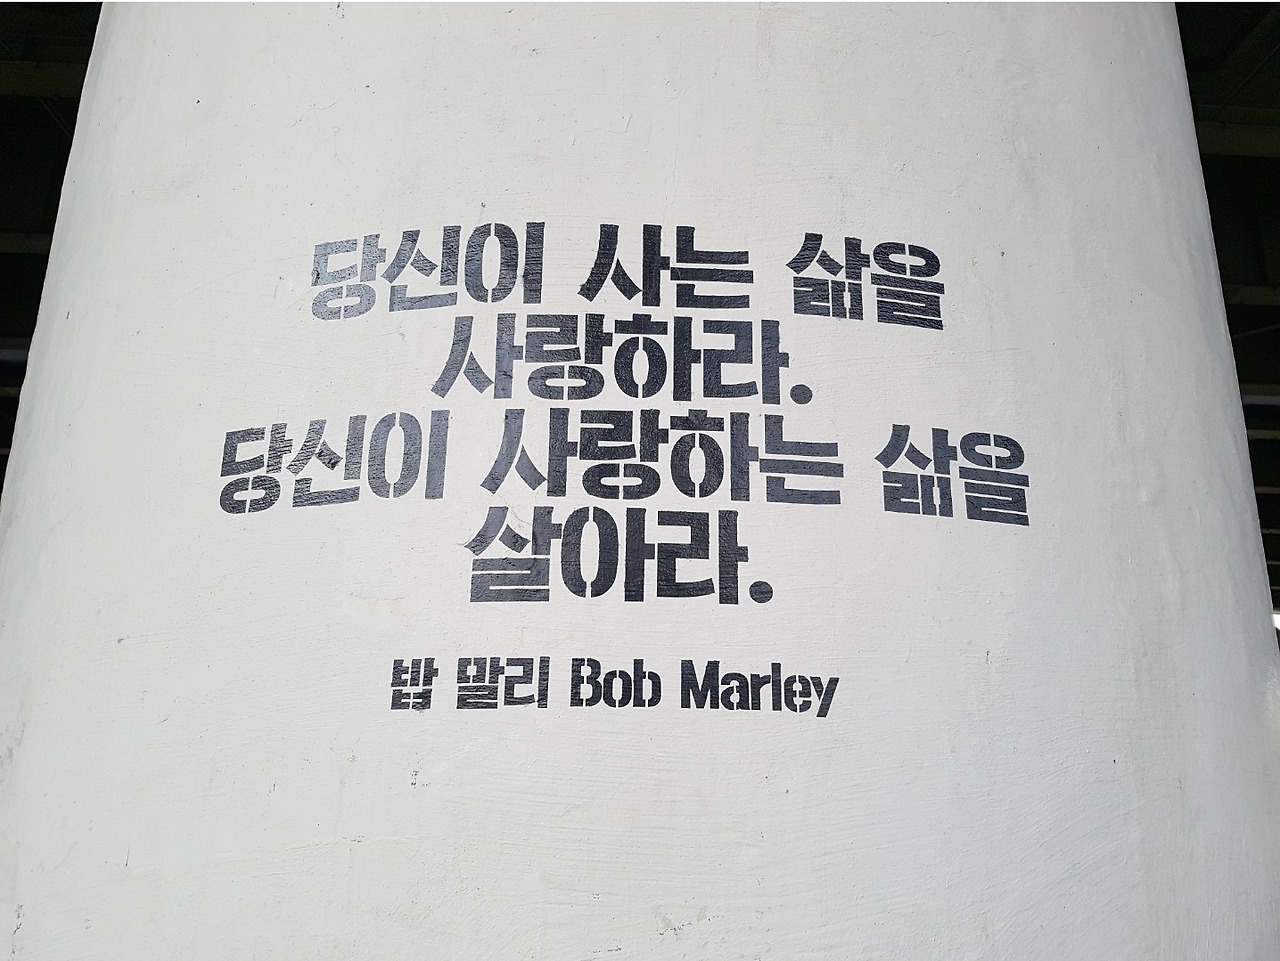 당신이 사는 삶을
사랑하라.
당신이 사랑하는 삶을
살아라.
밥 말리 Bob Marley